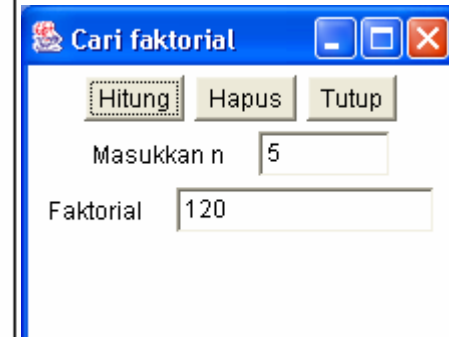 Cari faktorial
Hitung Hapus Tutup
Masukkan n 5
Faktorial 120